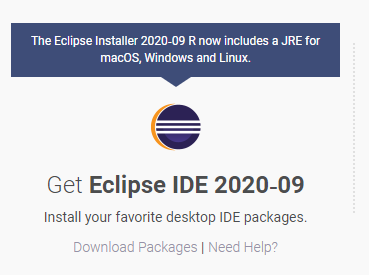 The Eclipse Installer 2020-09 R now includes a JRE for
macOS, Windows and Linux.
Get Eclipse IDE 2020-09
Install your favorite desktop IDE packages.
Download Packages | Need Help?